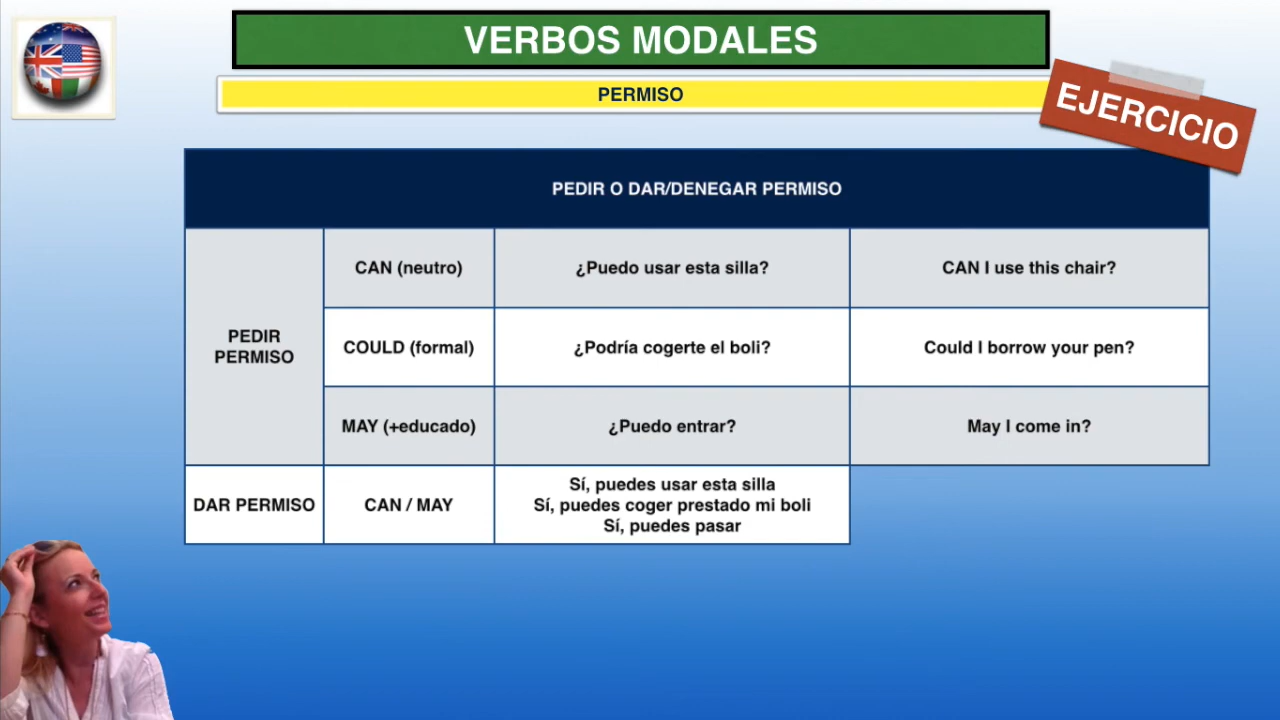 VERBOS MODALES
PERMISO
EJERCICIO
PEDIR O DAR/DENEGAR PERMISO
PEDIR
PERMISO
CAN (neutro)
¿Puedo usar esta silla?
CAN I use this chair?
COULD (formal)
¿Podría cogerte el boli?
Could I borrow your pen?
MAY (+educado)
¿Puedo entrar?
May I come in?
DAR PERMISO
CAN / MAY
Sí, puedes usar esta silla
Sí, puedes coger prestado mi boli
Sí, puedes pasar